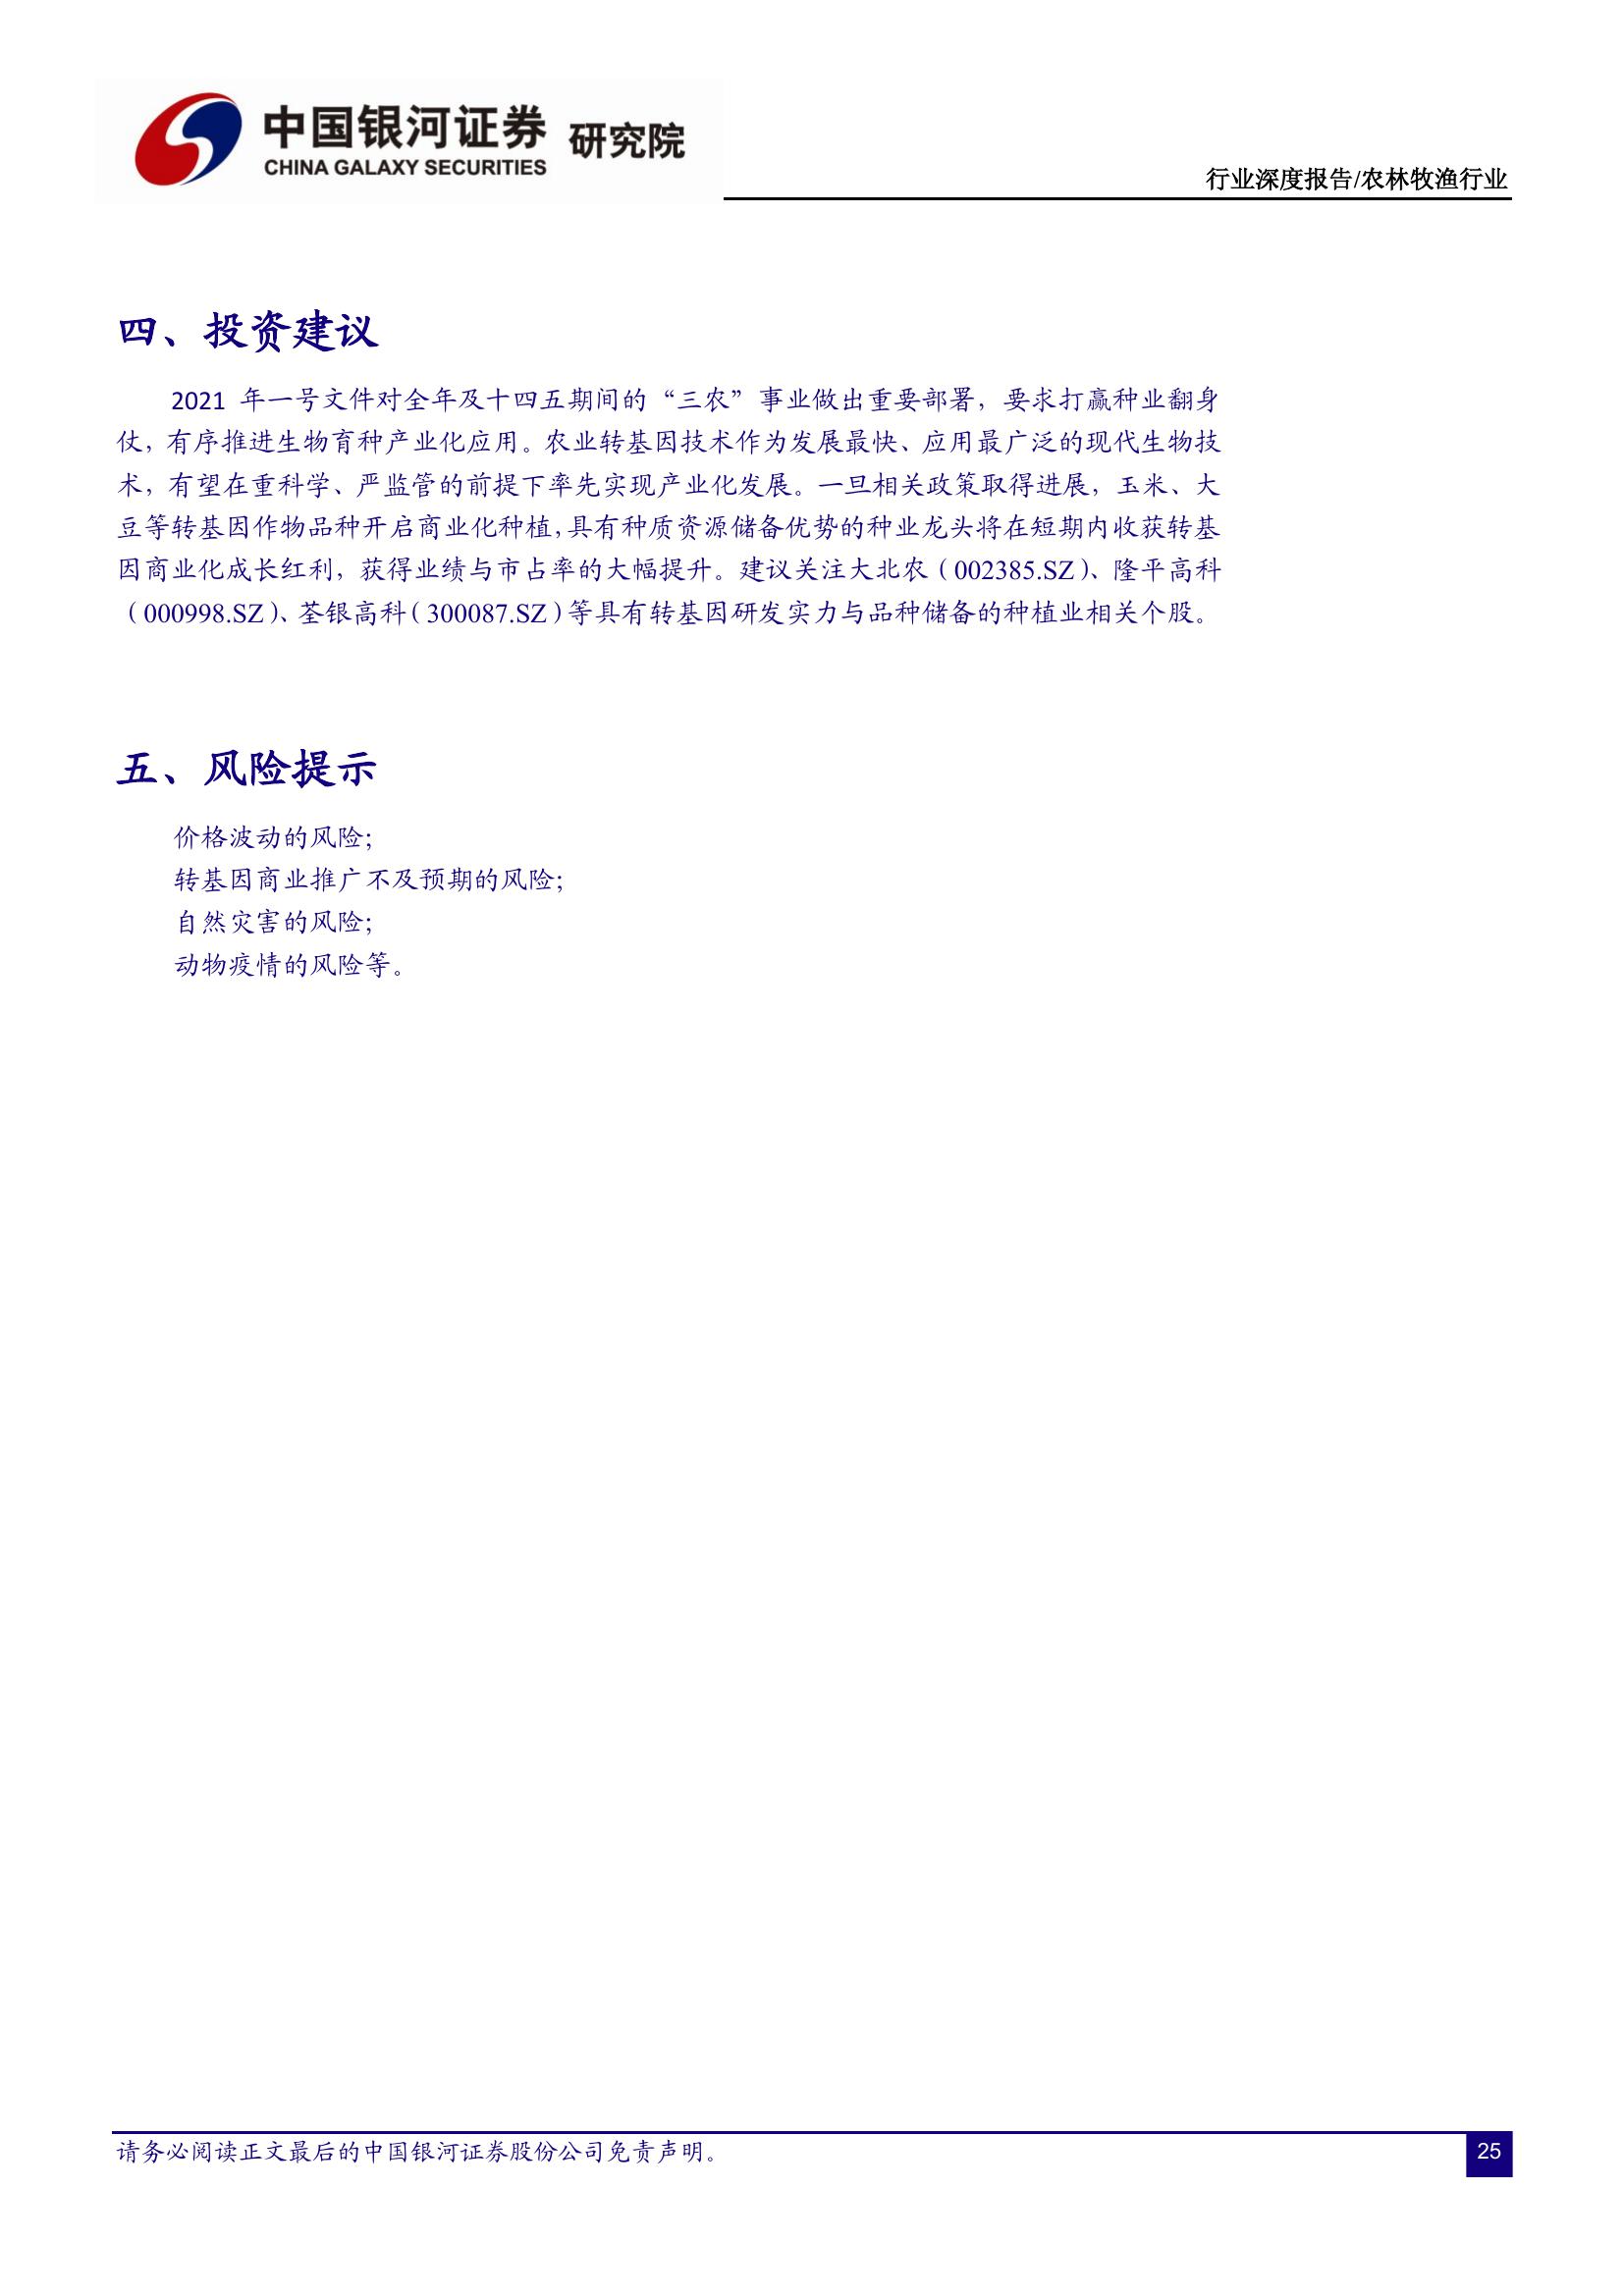 中国银河证券 研究院
CHINA GALAXY SECURITIES
行业深度报告/农林牧渔行业
四、投资建议
2021 年一号文件对全年及十四五期间的“三农”事业做出重要部署，要求打赢种业翻身
仗，有序推进生物育种产业化应用。农业转基因技术作为发展最快、应用最广泛的现代生物技
术，有望在重科学、严监管的前提下率先实现产业化发展。一旦相关政策取得进展，玉米、大
豆等转基因作物品种开启商业化种植，具有种质资源储备优势的种业龙头将在短期内收获转基
因商业化成长红利，获得业绩与市占率的大幅提升。建议关注大北农（002385.SZ）、隆平高科
（000998.SZ）、荃银高科（300087.SZ）等具有转基因研发实力与品种储备的种植业相关个股。
五、风险提示
价格波动的风险；
转基因商业推广不及预期的风险；
自然灾害的风险；
动物疫情的风险等。
请务必阅读正文最后的中国银河证券股份公司免责声明。
25